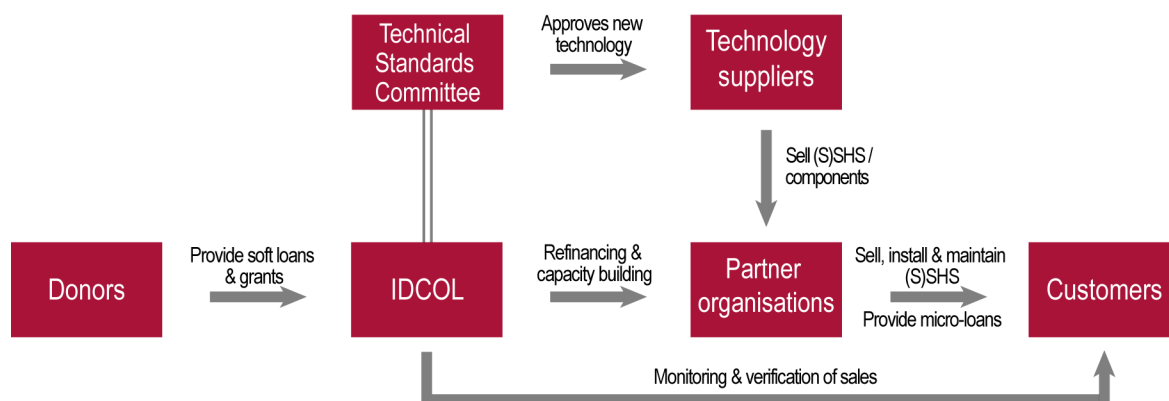 Technical
Standards
Committee
Approves new
technology
Technology
suppliers
Sell (S)SHS /
components
Donors
Provide soft loans
& grants
IDCOL
Refinancing &
capacity building
Partner
organisations
Sell, install & maintain
(S)SHS
Provide micro-loans
Customers
Monitoring & verification of sales